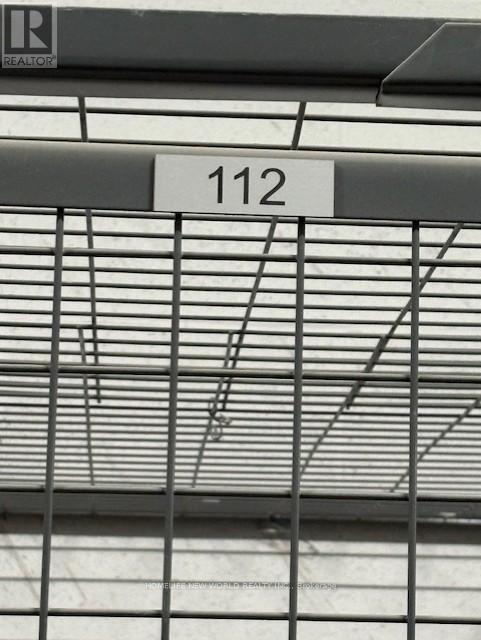 R
REALTOR®
112
HOMELIFE NEW WORLD REALTY INC., Brokerage